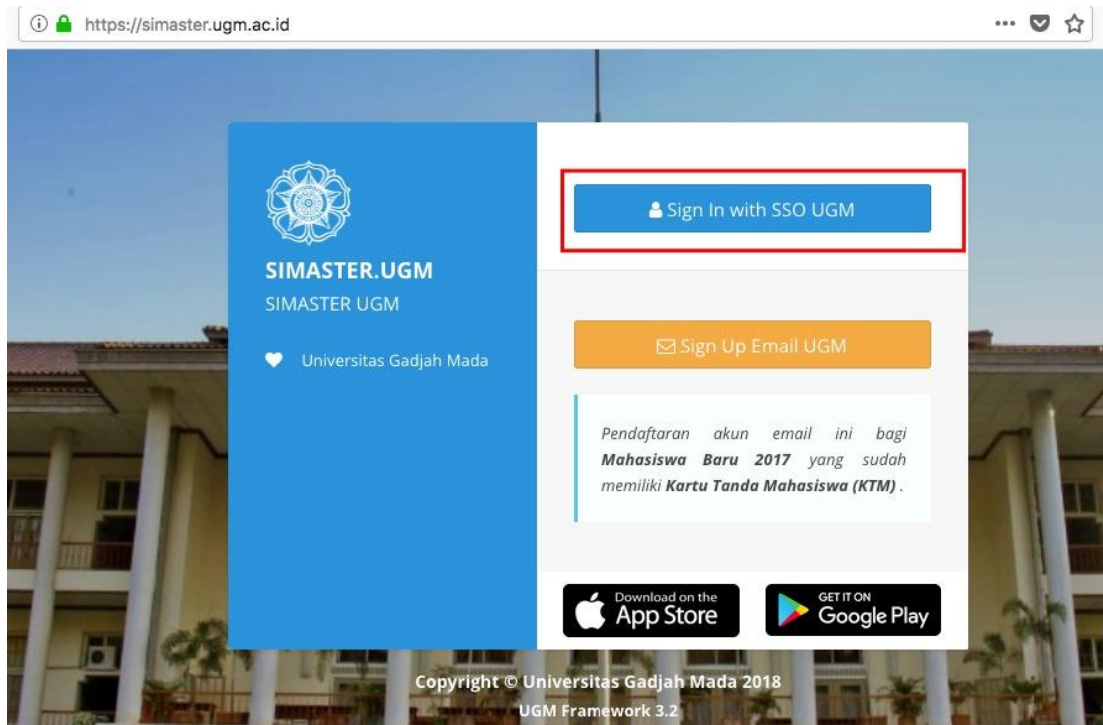 https://simaster.ugm.ac.id
SIMASTER.UGM
SIMASTER UGM
Universitas Gadjah Mada
Sign In with SSO UGM
Sign Up Email UGM
Pendaftaran akun email ini bagi
Mahasiswa Baru 2017 yang sudah
memiliki Kartu Tanda Mahasiswa (KTM) .
Download on the
App Store
GET IT ON
Google Play
Copyright © Universitas Gadjah Mada 2018
UGM Framework 3.2